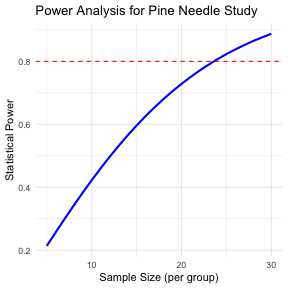 Power Analysis for Pine Needle Study
Statistical Power
0.8
0.6
0.4
0.2
10 20 30
Sample Size (per group)